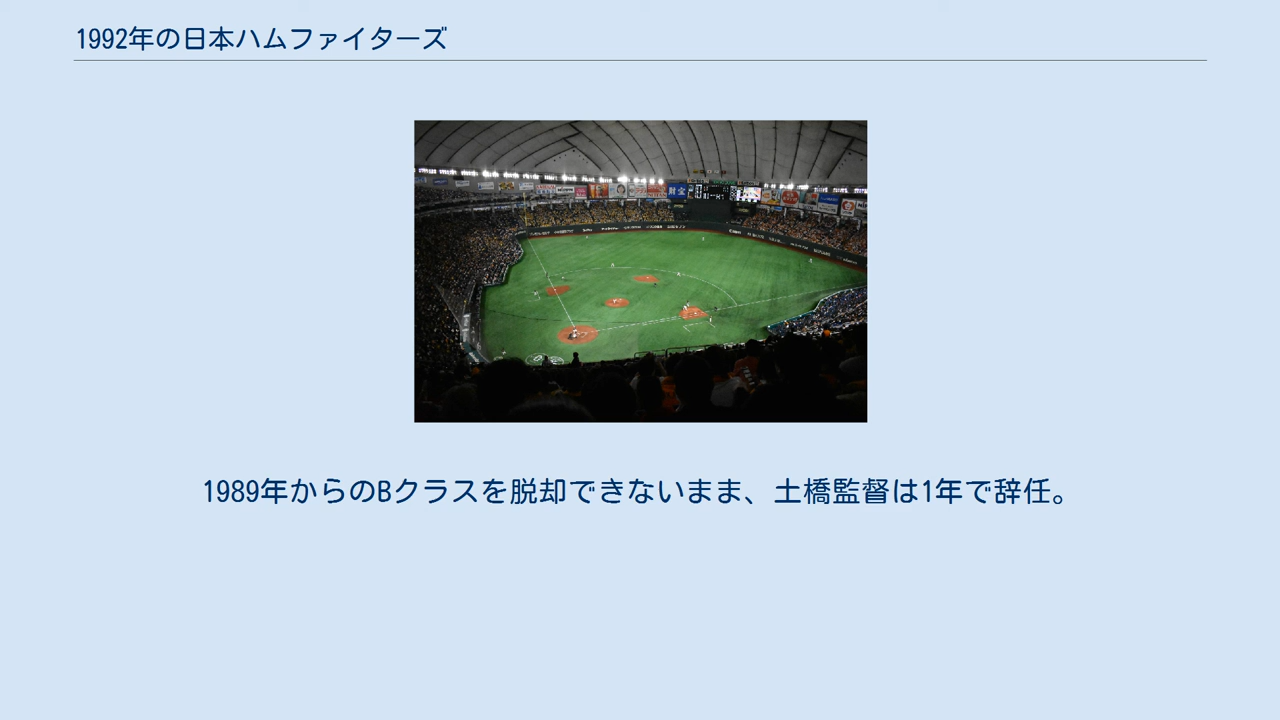 1992年の日本ハムファイターズ
財宝
1989年からのBクラスを脱却できないまま、土橋監督は1年で辞任。